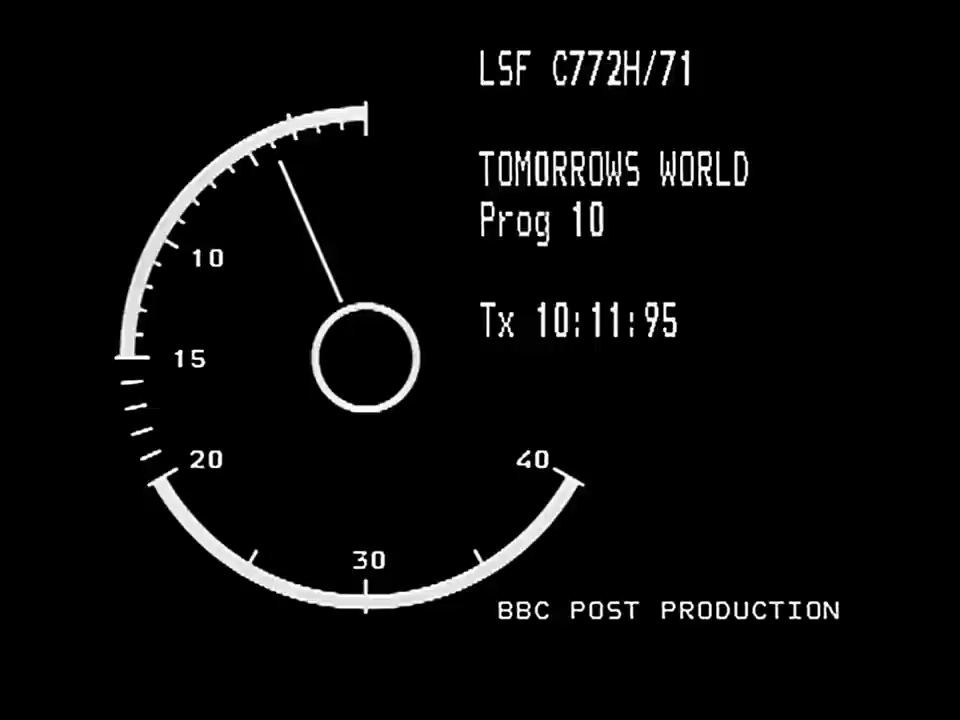 LSF C772H/71
TOMORROWS WORLD
Prog 10
Tx 10:11:95
10
15
20
40
30
BBC POST PRODUCTION